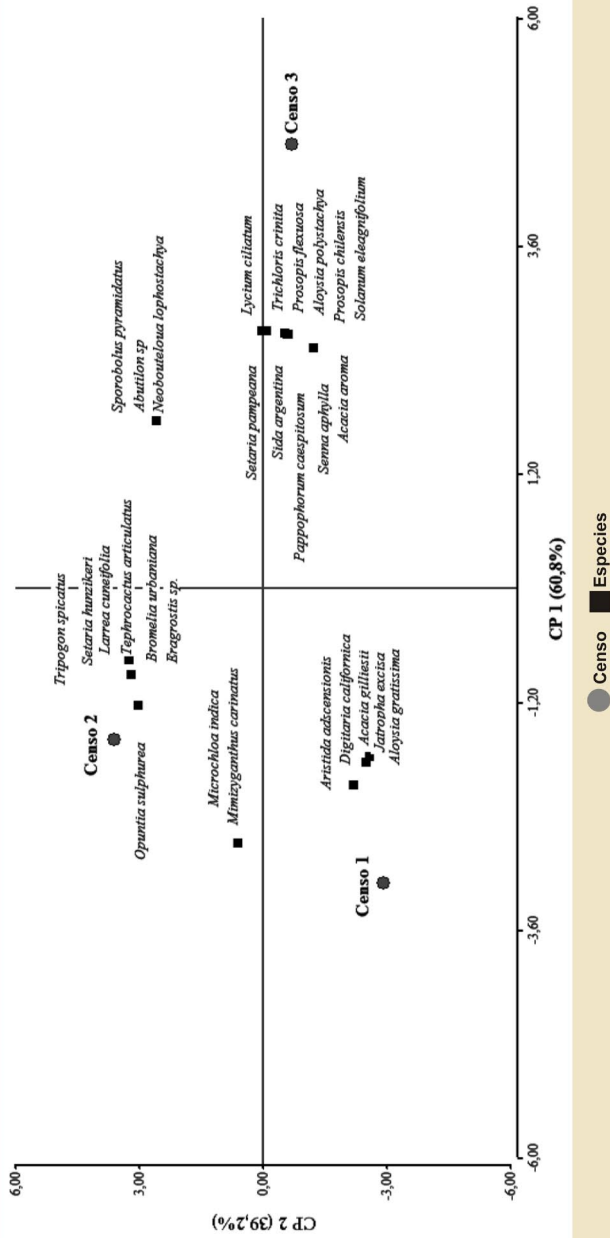 6,00
3,00
0,00
-3,00
-6,00
CP 2 (39,2%)
Tripogon spicatus
Setaria hunzikeri
Larrea cuneifolia
Tephrocactus articulatus
Bromelia urbaniana
Eragrostis sp.
Censo 2
Opuntia sulphurea
Microchloa indica
Mimizyganthus carinatus
Aristida adscensionis
Digitaria californica
Acacia gilliesii
Jatropha excisa
Aloysia gratissima
Censo 1
Sporobolus pyramidatus
Abutilon sp
Neobouteloua lophostachya
Lycium ciliatum
Trichloris crinita
Prosopis flexuosa
Aloysia polystachya
Prosopis chilensis
Solanum eleagnifolium
Setaria pampeana
Sida argentina
Pappophorum caespitosum
Senna aphylla
Acacia aroma
Censo 3
-6,00
-3,60
-1,20
1,20
3,60
6,00
CP 1 (60,8%)
Censo
Especies